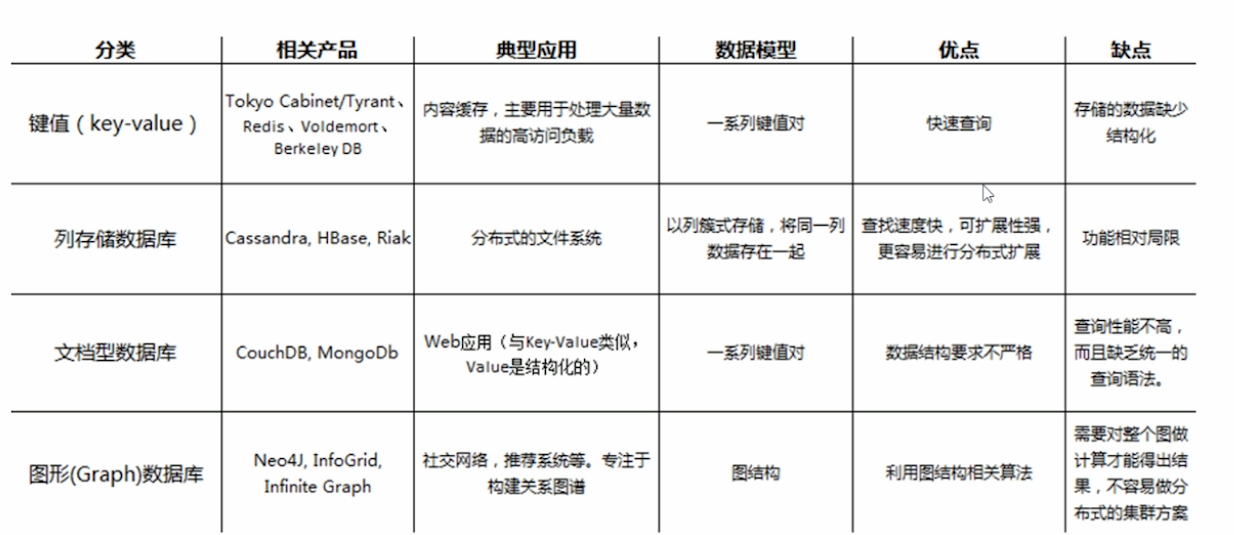 分类 相关产品 典型应用 数据模型 优点 缺点
键值（key-value）
Tokyo Cabinet/Tyrant、
Redis、Voldemort、
Berkeley DB
内容缓存，主要用于处理大量数
据的高访问负载
一系列键值对
快速查询
存储的数据缺少
结构化
列存储数据库
Cassandra, HBase, Riak
分布式的文件系统
以列簇式存储，将同一列
数据存在一起
查找速度快，可扩展性强，
更容易进行分布式扩展
功能相对局限
文档型数据库
CouchDB, MongoDb
Web应用（与Key-Value类似，
Value是结构化的）
一系列键值对
数据结构要求不严格
查询性能不高，
而且缺乏统一的
查询语法。
图形(Graph)数据库
Neo4J, InfoGrid,
Infinite Graph
社交网络，推荐系统等。专注于
构建关系图谱
图结构
利用图结构相关算法
需要对整个图做
计算才能得出结
果，不容易做分
布式的集群方案